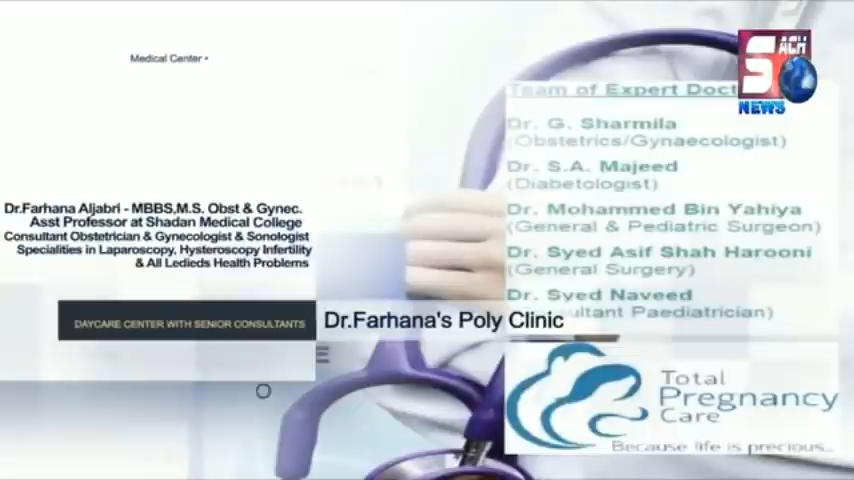 Medical Center •
SACH
NEWS
Team of Expert Doct
Dr. G. Sharmila
(Obstetrics/Gynaecologist)
Dr. S.A. Majeed
(Diabetologist)
Dr. Mohammed Bin Yahiya
(General & Pediatric Surgeon)
Dr. Syed Asif Shah Harooni
(General Surgery)
Dr. Syed Naveed
ultant Paediatrician)
Dr.Farhana Aljabri - MBBS,M.S. Obst & Gynec.
Asst Professor at Shadan Medical College
Consultant Obstetrician & Gynecologist & Sonologist
Specialities in Laparoscopy, Hysteroscopy Infertility
& All Ledieds Health Problems
DAYCARE CENTER WITH SENIOR CONSULTANTS
Dr.Farhana's Poly Clinic
Total
Pregnancy
Care
Because life is precious..